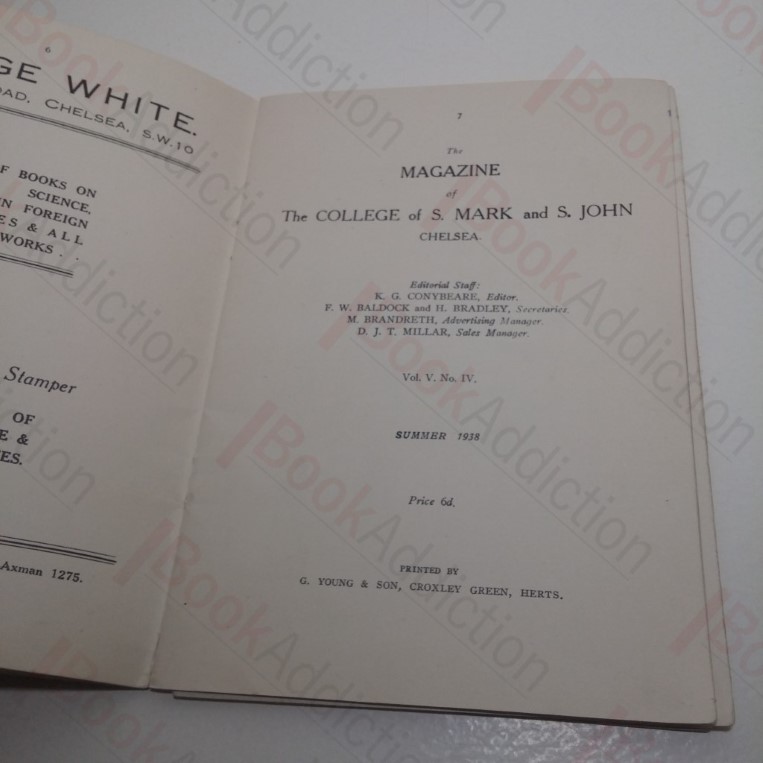 6
GE WHITE.
OAD, CHELSEA, S.W.10
F BOOKS ON
SCIENCE,
IN FOREIGN
ES & ALL
WORKS . .
Stamper
OF
E &
ES.
Axman 1275.
7
The
MAGAZINE
of
The COLLEGE of S. MARK and S. JOHN
CHELSEA.
Editorial Staff:
K. G. CONYBEARE, Editor.
F. W. BALDOCK and H. BRADLEY, Secretaries.
M. BRANDRETH, Advertising Manager.
D. J. T. MILLAR, Sales Manager.
Vol. V. No. IV.
SUMMER 1938
Price 6d.
PRINTED BY
G. YOUNG & SON, CROXLEY GREEN, HERTS.
BookAddiction